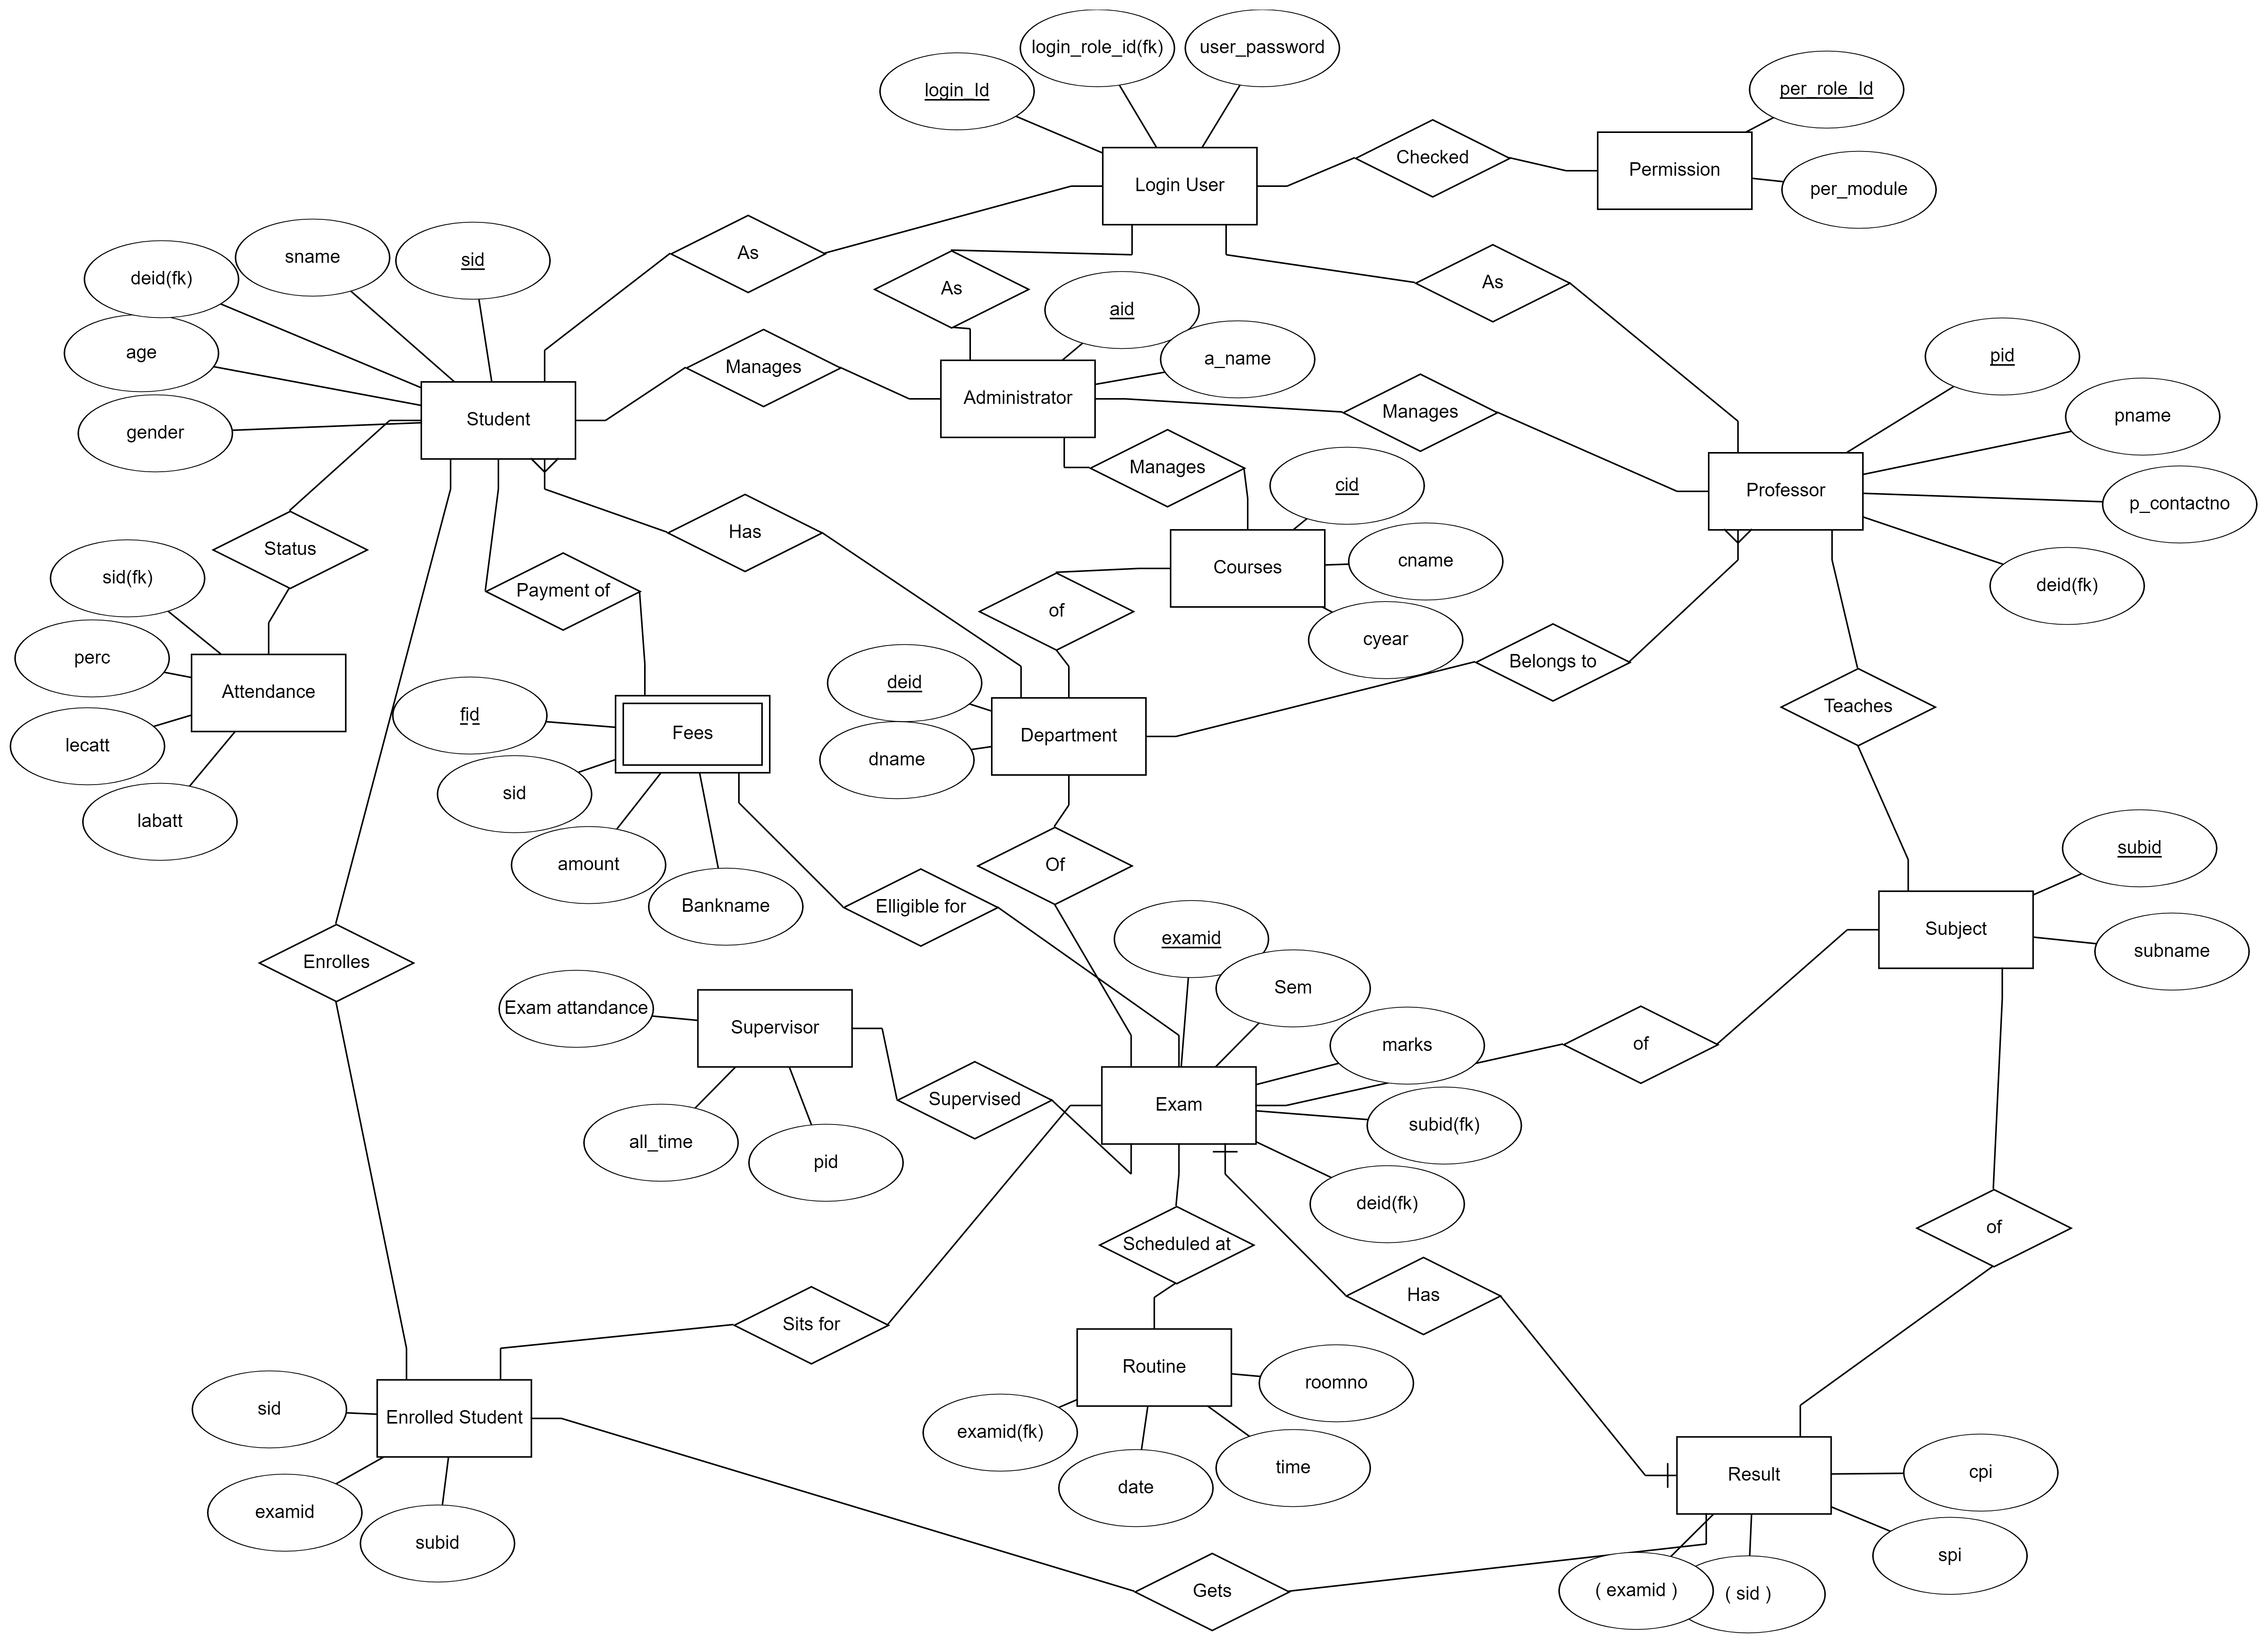 login_role_id(fk)
user_password
login_Id
per_role_Id
Checked
Permission
Login User
per_module
sname
sid
deid(fk)
As
As
As
aid
age
a_name
pid
Manages
Administrator
Manages
pname
Student
gender
Manages
cid
Professor
p_contactno
Has
Status
cname
Courses
sid(fk)
Payment of
of
deid(fk)
cyear
perc
Belongs to
deid
Attendance
fid
Teaches
Fees
Department
lecatt
dname
sid
labatt
subid
amount
Of
Bankname
Elligible for
Subject
examid
subname
Enrolles
Sem
Exam attandance
Supervisor
marks
of
Supervised
Exam
subid(fk)
all_time
pid
deid(fk)
of
Scheduled at
Has
Sits for
Routine
roomno
sid
Enrolled Student
examid(fk)
time
date
cpi
Result
examid
subid
spi
Gets
( examid )
( sid )